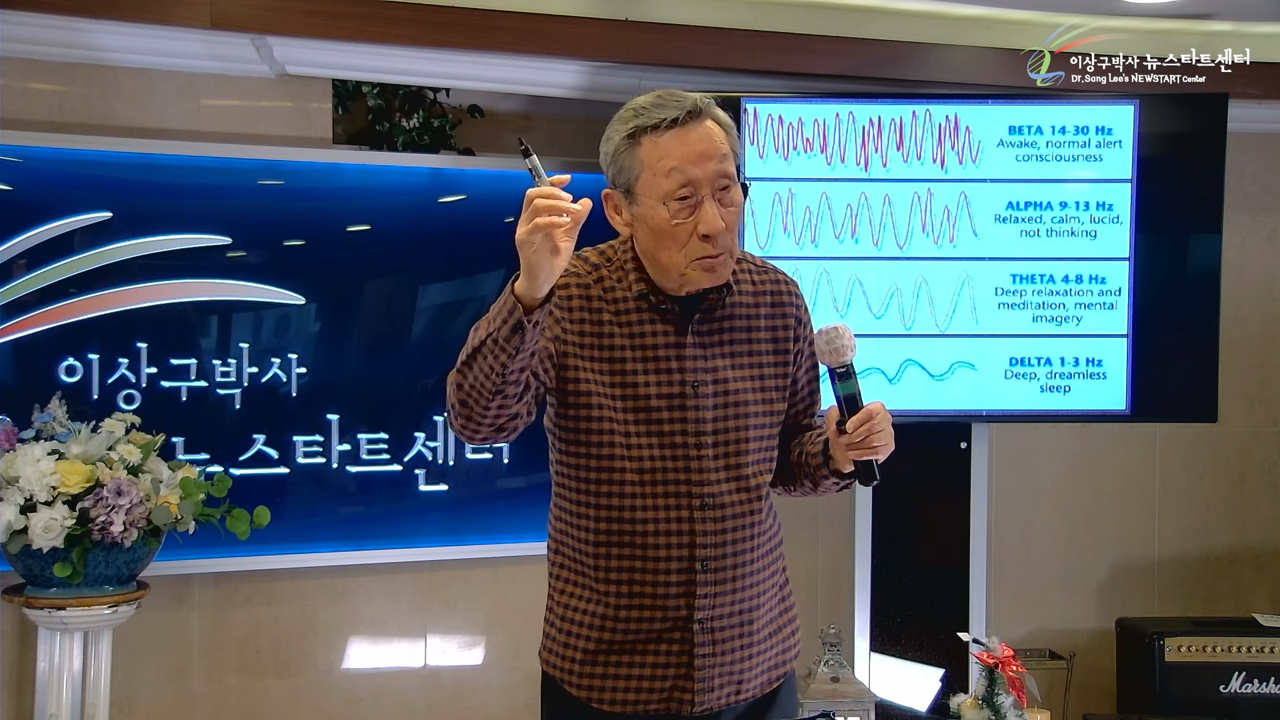 이상구박사 뉴스타트센터
Dr. Sang Lee's NEWSTART Center
BETA 14-30 Hz
Awake, normal alert
consciousness
ALPHA 9-13 Hz
Relaxed, calm, lucid,
not thinking
THETA 4-8 Hz
Deep relaxation and
meditation, mental
imagery
DELTA 1-3 Hz
Deep, dreamless
sleep
이상구박사
뉴스타트센터